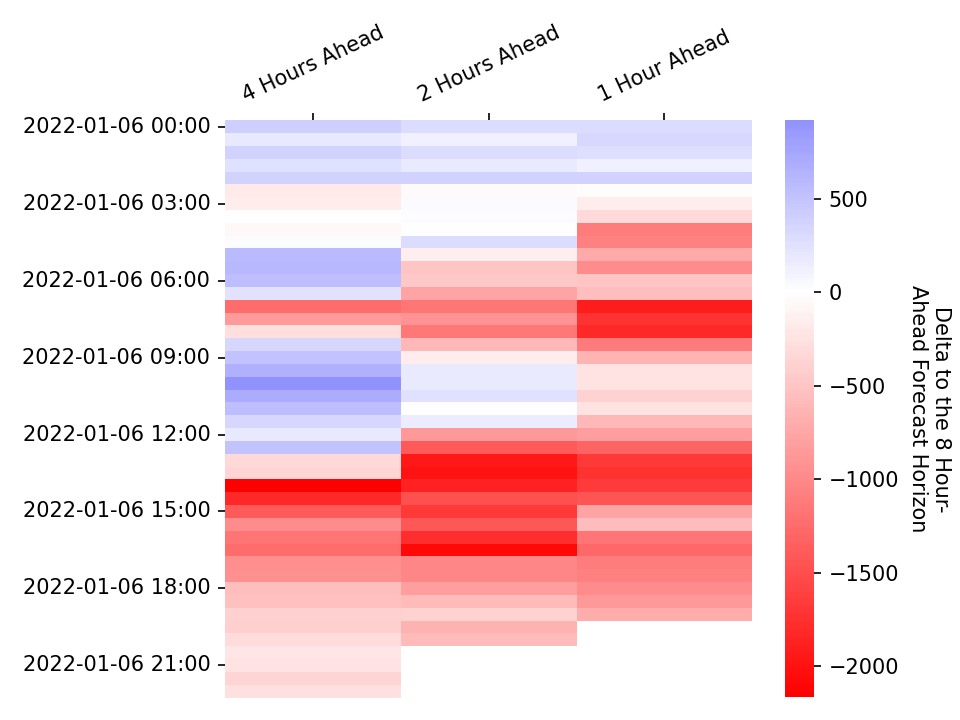 4 Hours Ahead
2 Hours Ahead
1 Hour Ahead
2022-01-06 00:00
2022-01-06 03:00
2022-01-06 06:00
2022-01-06 09:00
2022-01-06 12:00
2022-01-06 15:00
2022-01-06 18:00
2022-01-06 21:00
500
0
−500
−1000
−1500
−2000
Delta to the 8 Hour-
Ahead Forecast Horizon